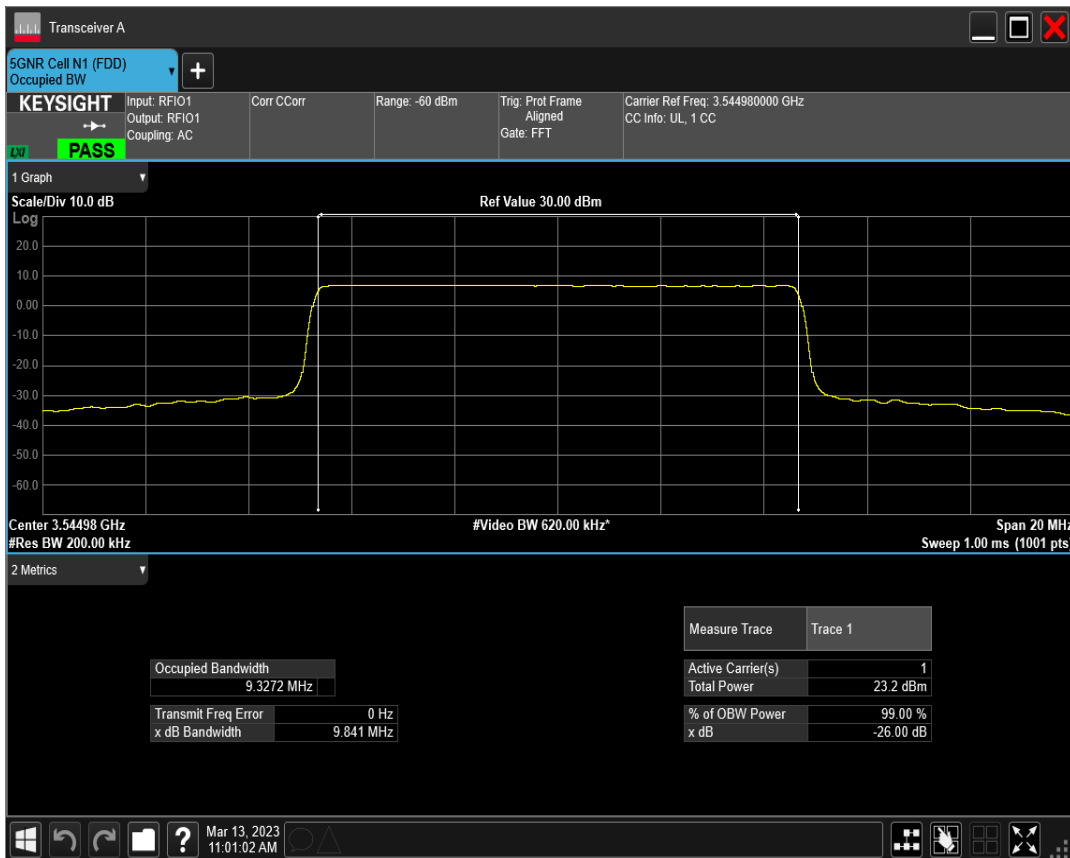 Transceiver A
5GNR Cell N1 (FDD)
Occupied BW
+
KEYSIGHT
LXI
PASS
Input: RFIO1
Output: RFIO1
Coupling: AC
Corr CCorr
Range: -60 dBm
Trig: Prot Frame
Aligned
Gate: FFT
Carrier Ref Freq: 3.544980000 GHz
CC Info: UL, 1 CC
1 Graph
Scale/Div 10.0 dB
Ref Value 30.00 dBm
Log
20.0
10.0
0.00
-10.0
-20.0
-30.0
-40.0
-50.0
-60.0
Center 3.54498 GHz
#Video BW 620.00 kHz*
Span 20 MHz
#Res BW 200.00 kHz
Sweep 1.00 ms (1001 pts)
2 Metrics
Measure Trace Trace 1
Occupied Bandwidth
9.3272 MHz
Active Carrier(s) 1
Total Power 23.2 dBm
Transmit Freq Error 0 Hz
x dB Bandwidth 9.841 MHz
% of OBW Power 99.00 %
x dB -26.00 dB
?
Mar 13, 2023
11:01:02 AM